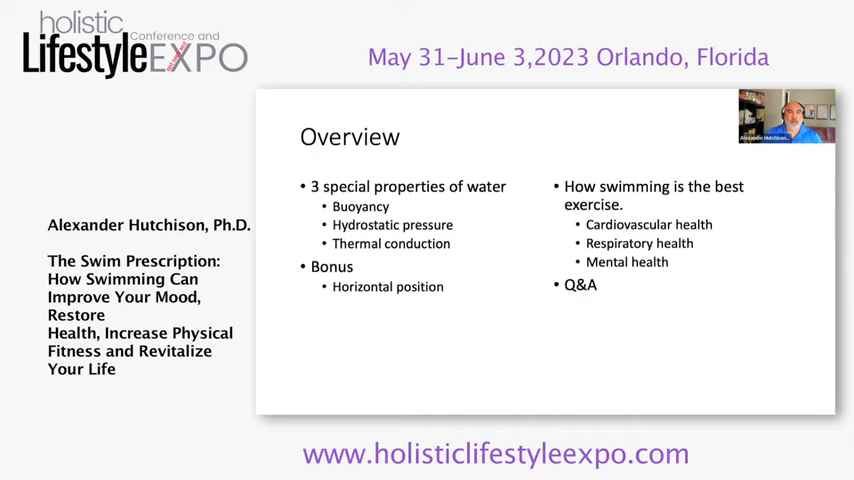 holistic
Conference and
LifestyleEXPO
May 31-June 3,2023 Orlando, Florida
Alexander Hutchison, Ph.D.
The Swim Prescription:
How Swimming Can
Improve Your Mood,
Restore
Health, Increase Physical
Fitness and Revitalize
Your Life
Overview
• 3 special properties of water
• Buoyancy
• Hydrostatic pressure
• Thermal conduction
• Bonus
• Horizontal position
• How swimming is the best
exercise.
• Cardiovascular health
• Respiratory health
• Mental health
• Q&A
Alexander Hutchison
www.holisticlifestyleexpo.com